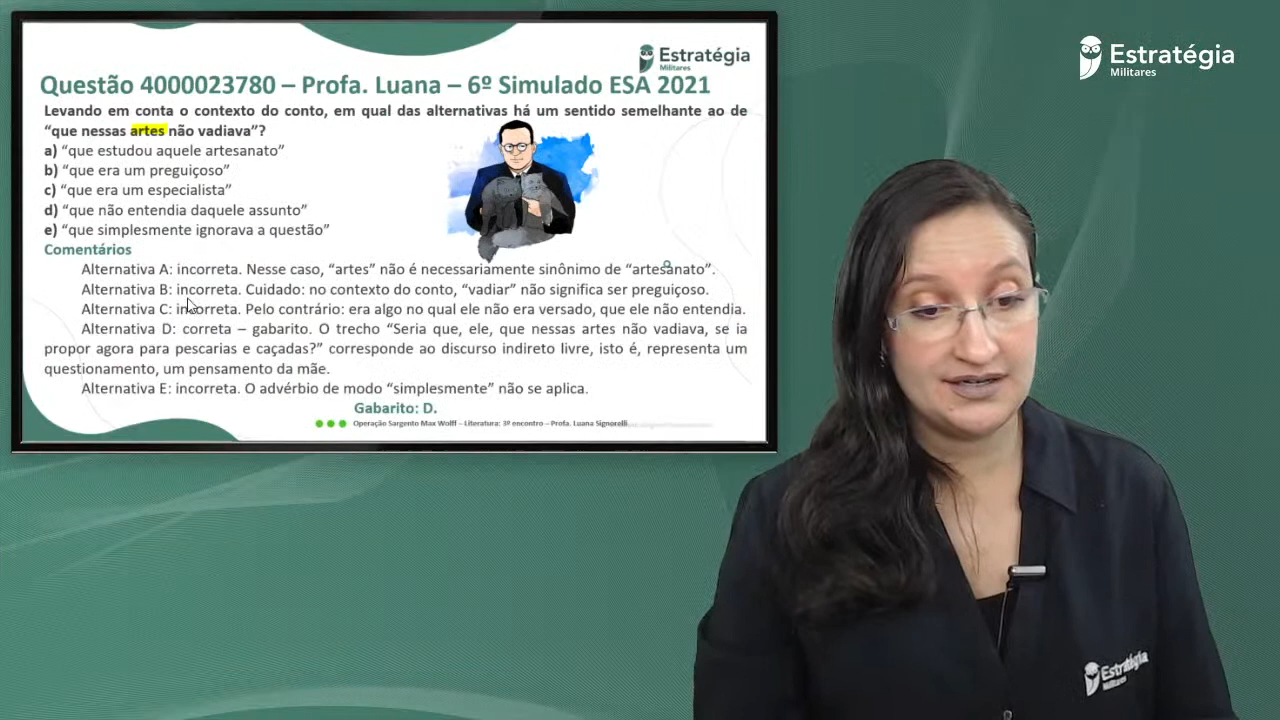 Estratégia
Militares
Questão 4000023780 – Profa. Luana – 6º Simulado ESA 2021
Levando em conta o contexto do conto, em qual das alternativas há um sentido semelhante ao de
“que nessas artes não vadiava”?
a) “que estudou aquele artesanato”
b) “que era um preguiçoso”
c) “que era um especialista”
d) “que não entendia daquele assunto”
e) “que simplesmente ignorava a questão”
Comentários
Alternativa A: incorreta. Nesse caso, “artes” não é necessariamente sinônimo de “artesanato”.
Alternativa B: incorreta. Cuidado: no contexto do conto, “vadiar” não significa ser preguiçoso.
Alternativa C: incorreta. Pelo contrário: era algo no qual ele não era versado, que ele não entendia.
Alternativa D: correta – gabarito. O trecho “Seria que, ele, que nessas artes não vadiava, se ia
propor agora para pescarias e caçadas?” corresponde ao discurso indireto livre, isto é, representa um
questionamento, um pensamento da mãe.
Alternativa E: incorreta. O advérbio de modo “simplesmente” não se aplica.
Gabarito: D.
Operação Sargento Max Wolff – Literatura: 3º encontro – Profa. Luana Signorelli
Estratégia
Militares
Estratégia
Militares